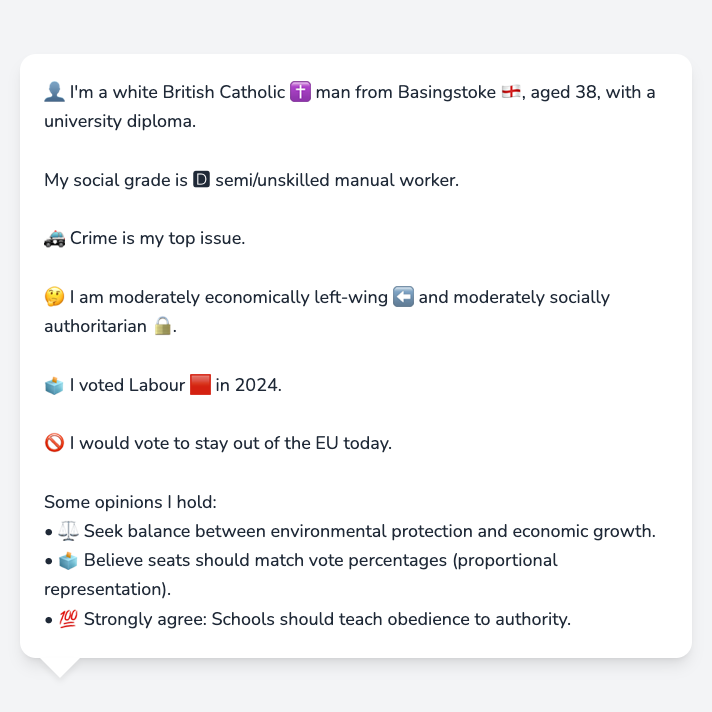 👤 I'm a white British Catholic ✝️ man from Basingstoke 🏴󠁧󠁢󠁥󠁮󠁧󠁿, aged 38, with a
university diploma.
My social grade is 🅳 semi/unskilled manual worker.
🚓 Crime is my top issue.
🤔 I am moderately economically left-wing ⬅️ and moderately socially
authoritarian 🔒.
🗳️ I voted Labour 🟥 in 2024.
🚫 I would vote to stay out of the EU today.
Some opinions I hold:
• ⚖️ Seek balance between environmental protection and economic growth.
• 🗳️ Believe seats should match vote percentages (proportional
representation).
• 💯 Strongly agree: Schools should teach obedience to authority.